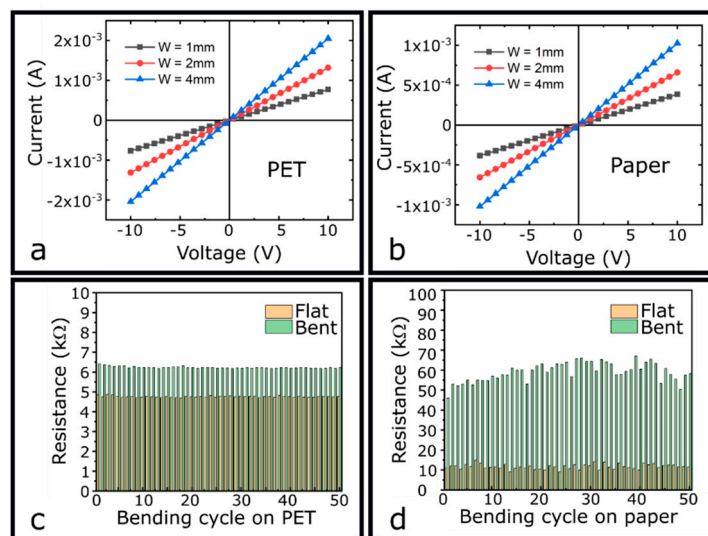 2x10⁻³
1x10⁻³
0
-1x10⁻³
-2x10⁻³
Current (A)
W = 1mm
W = 2mm
W = 4mm
PET
-10 -5 0 5 10
Voltage (V)
a
1x10⁻³
5x10⁻⁴
0
-5x10⁻⁴
-1x10⁻³
Current (A)
W = 1mm
W = 2mm
W = 4mm
Paper
-10 -5 0 5 10
Voltage (V)
b
10
9
8
7
6
5
4
3
2
1
0
Resistance (kΩ)
Flat
Bent
0 10 20 30 40 50
Bending cycle on PET
c
100
90
80
70
60
50
40
30
20
10
0
Resistance (kΩ)
Flat
Bent
0 10 20 30 40 50
Bending cycle on paper
d